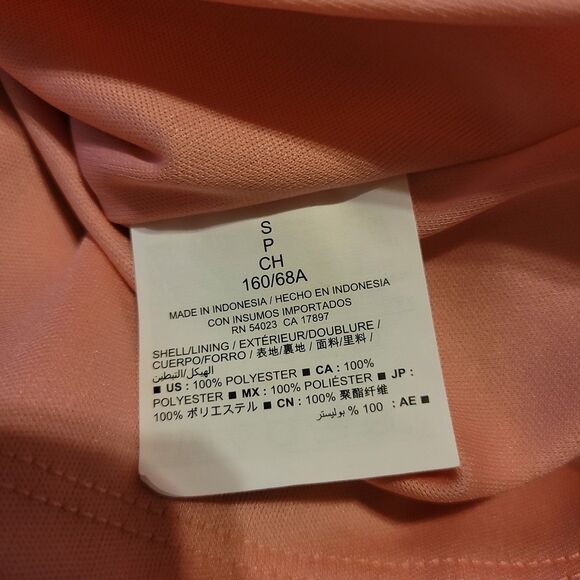 S
P
CH
160/68A
MADE IN INDONESIA / HECHO EN INDONESIA
CON INSUMOS IMPORTADOS
RN 54023 CA 17897
SHELL/LINING / EXTÉRIEUR/DOUBLURE /
CUERPO/FORRO / 表地/裏地 / 面料/里料 /
الهيكل/التبطين
■ US : 100% POLYESTER ■ CA : 100%
POLYESTER ■ MX : 100% POLIÉSTER ■ JP :
100% ポリエステル ■ CN : 100% 聚酯纤维
■ AE : 100 % بوليستر